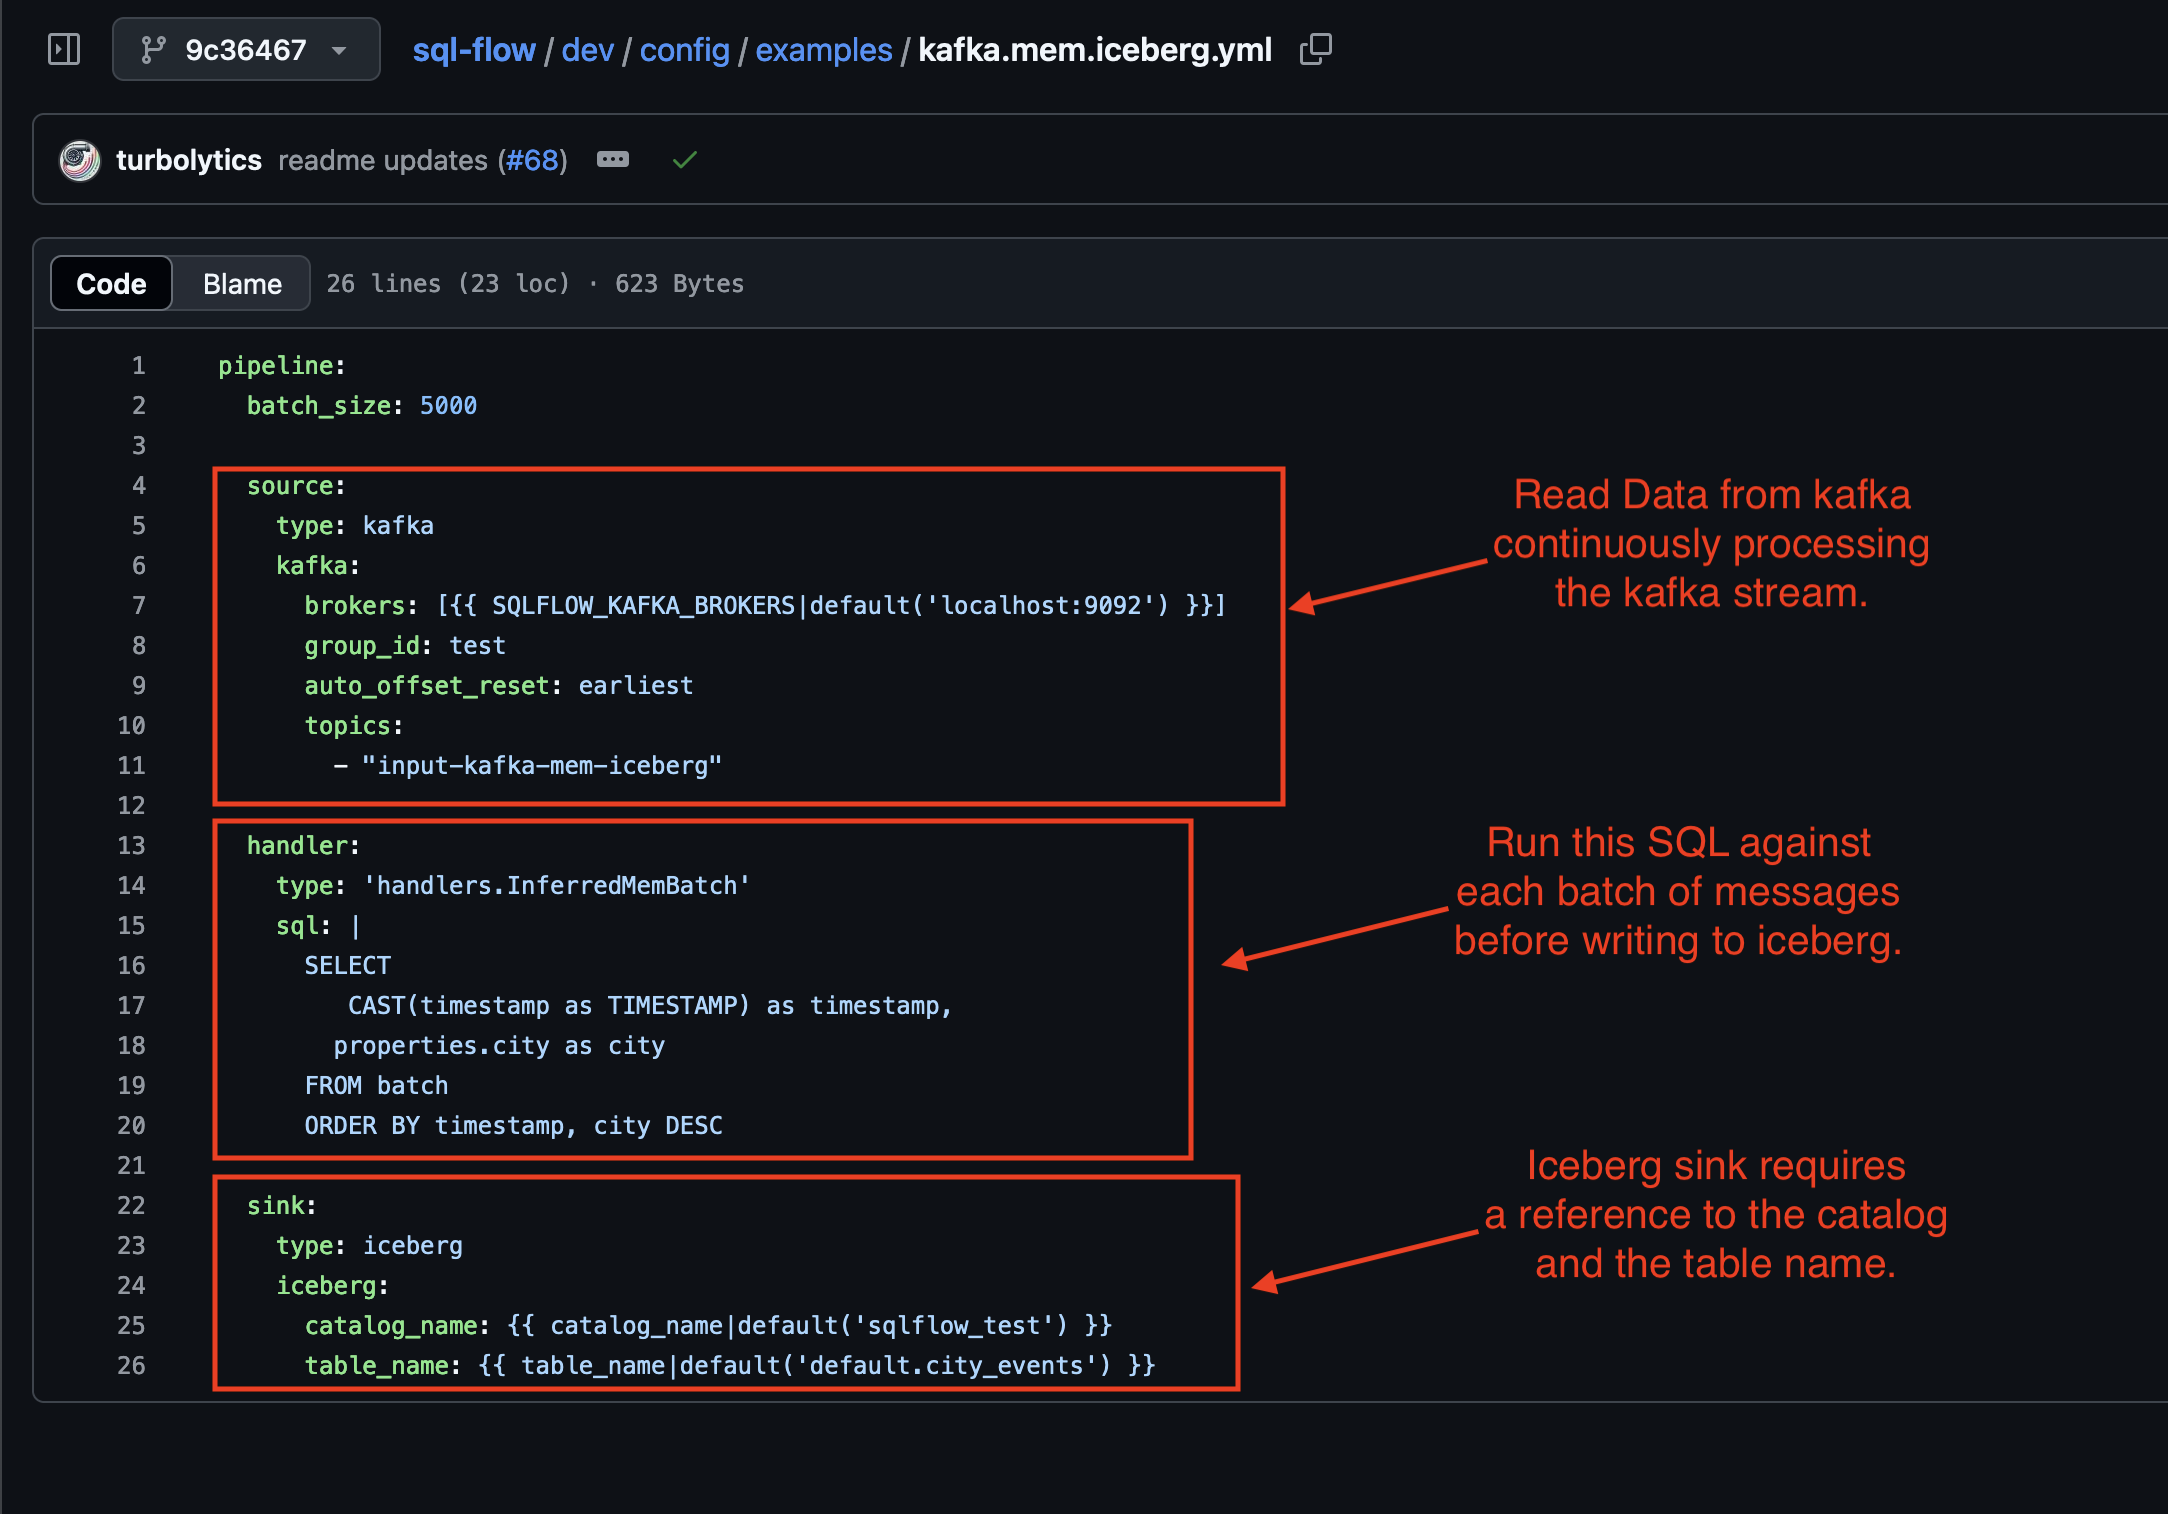 9c36467
sql-flow / dev / config / examples / kafka.mem.iceberg.yml
turbolytics readme updates (#68)
Code Blame 26 lines (23 loc) · 623 Bytes
1 pipeline:
2   batch_size: 5000
3
4   source:
5     type: kafka
6     kafka:
7       brokers: [{{ SQLFLOW_KAFKA_BROKERS|default('localhost:9092') }}]
8       group_id: test
9       auto_offset_reset: earliest
10       topics:
11         - "input-kafka-mem-iceberg"
12
13   handler:
14     type: 'handlers.InferredMemBatch'
15     sql: |
16       SELECT
17          CAST(timestamp as TIMESTAMP) as timestamp,
18         properties.city as city
19       FROM batch
20       ORDER BY timestamp, city DESC
21
22   sink:
23     type: iceberg
24     iceberg:
25       catalog_name: {{ catalog_name|default('sqlflow_test') }}
26       table_name: {{ table_name|default('default.city_events') }}
Read Data from kafka
continuously processing
the kafka stream.
Run this SQL against
each batch of messages
before writing to iceberg.
Iceberg sink requires
a reference to the catalog
and the table name.